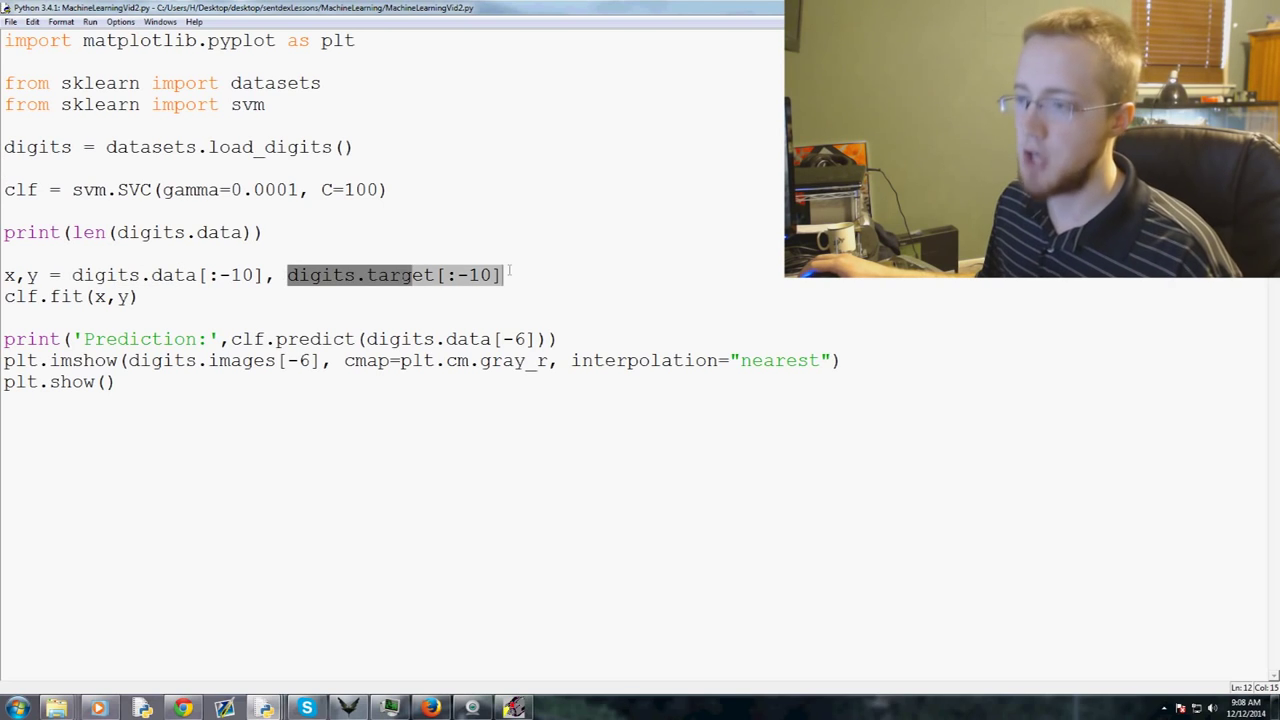 Python 3.4.1: MachineLearningVid2.py - C:/Users/H/Desktop/desktop/sentdexLessons/MachineLearning/MachineLearningVid2.py
File Edit Format Run Options Windows Help
import matplotlib.pyplot as plt
from sklearn import datasets
from sklearn import svm
digits = datasets.load_digits()
clf = svm.SVC(gamma=0.0001, C=100)
print(len(digits.data))
x,y = digits.data[:-10], digits.target[:-10]
clf.fit(x,y)
print('Prediction:',clf.predict(digits.data[-6]))
plt.imshow(digits.images[-6], cmap=plt.cm.gray_r, interpolation="nearest")
plt.show()
Ln: 12 Col: 15
9:08 AM
12/12/2014